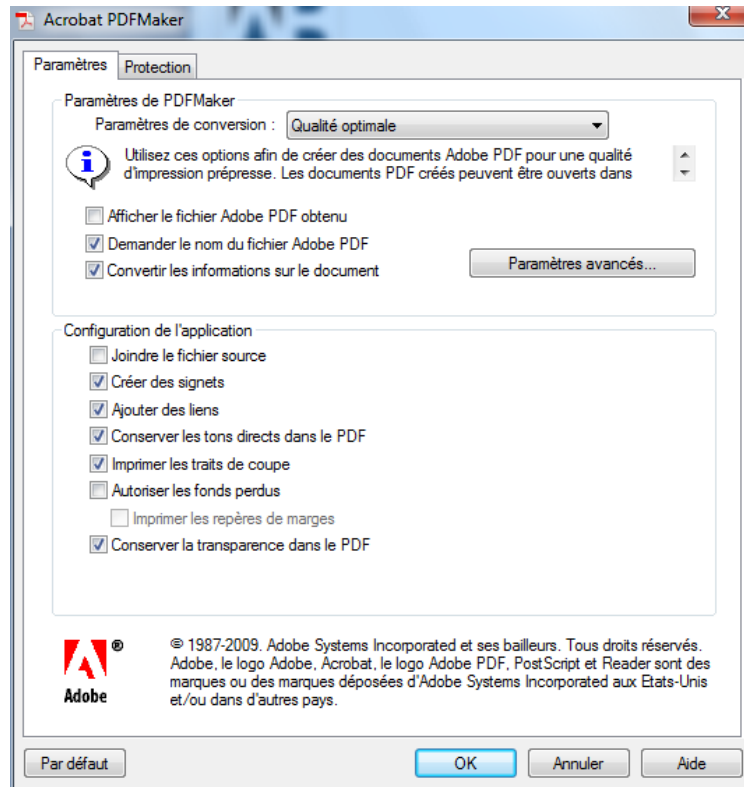 Acrobat PDFMaker
Paramètres
Protection
Paramètres de PDFMaker
Paramètres de conversion : Qualité optimale
Utilisez ces options afin de créer des documents Adobe PDF pour une qualité
d'impression prépresse. Les documents PDF créés peuvent être ouverts dans
Afficher le fichier Adobe PDF obtenu
Demander le nom du fichier Adobe PDF
Convertir les informations sur le document
Paramètres avancés...
Configuration de l'application
Joindre le fichier source
Créer des signets
Ajouter des liens
Conserver les tons directs dans le PDF
Imprimer les traits de coupe
Autoriser les fonds perdus
Imprimer les repères de marges
Conserver la transparence dans le PDF
® 
Adobe
© 1987-2009. Adobe Systems Incorporated et ses bailleurs. Tous droits réservés.
Adobe, le logo Adobe, Acrobat, le logo Adobe PDF, PostScript et Reader sont des
marques ou des marques déposées d'Adobe Systems Incorporated aux Etats-Unis
et/ou dans d'autres pays.
Par défaut
OK
Annuler
Aide